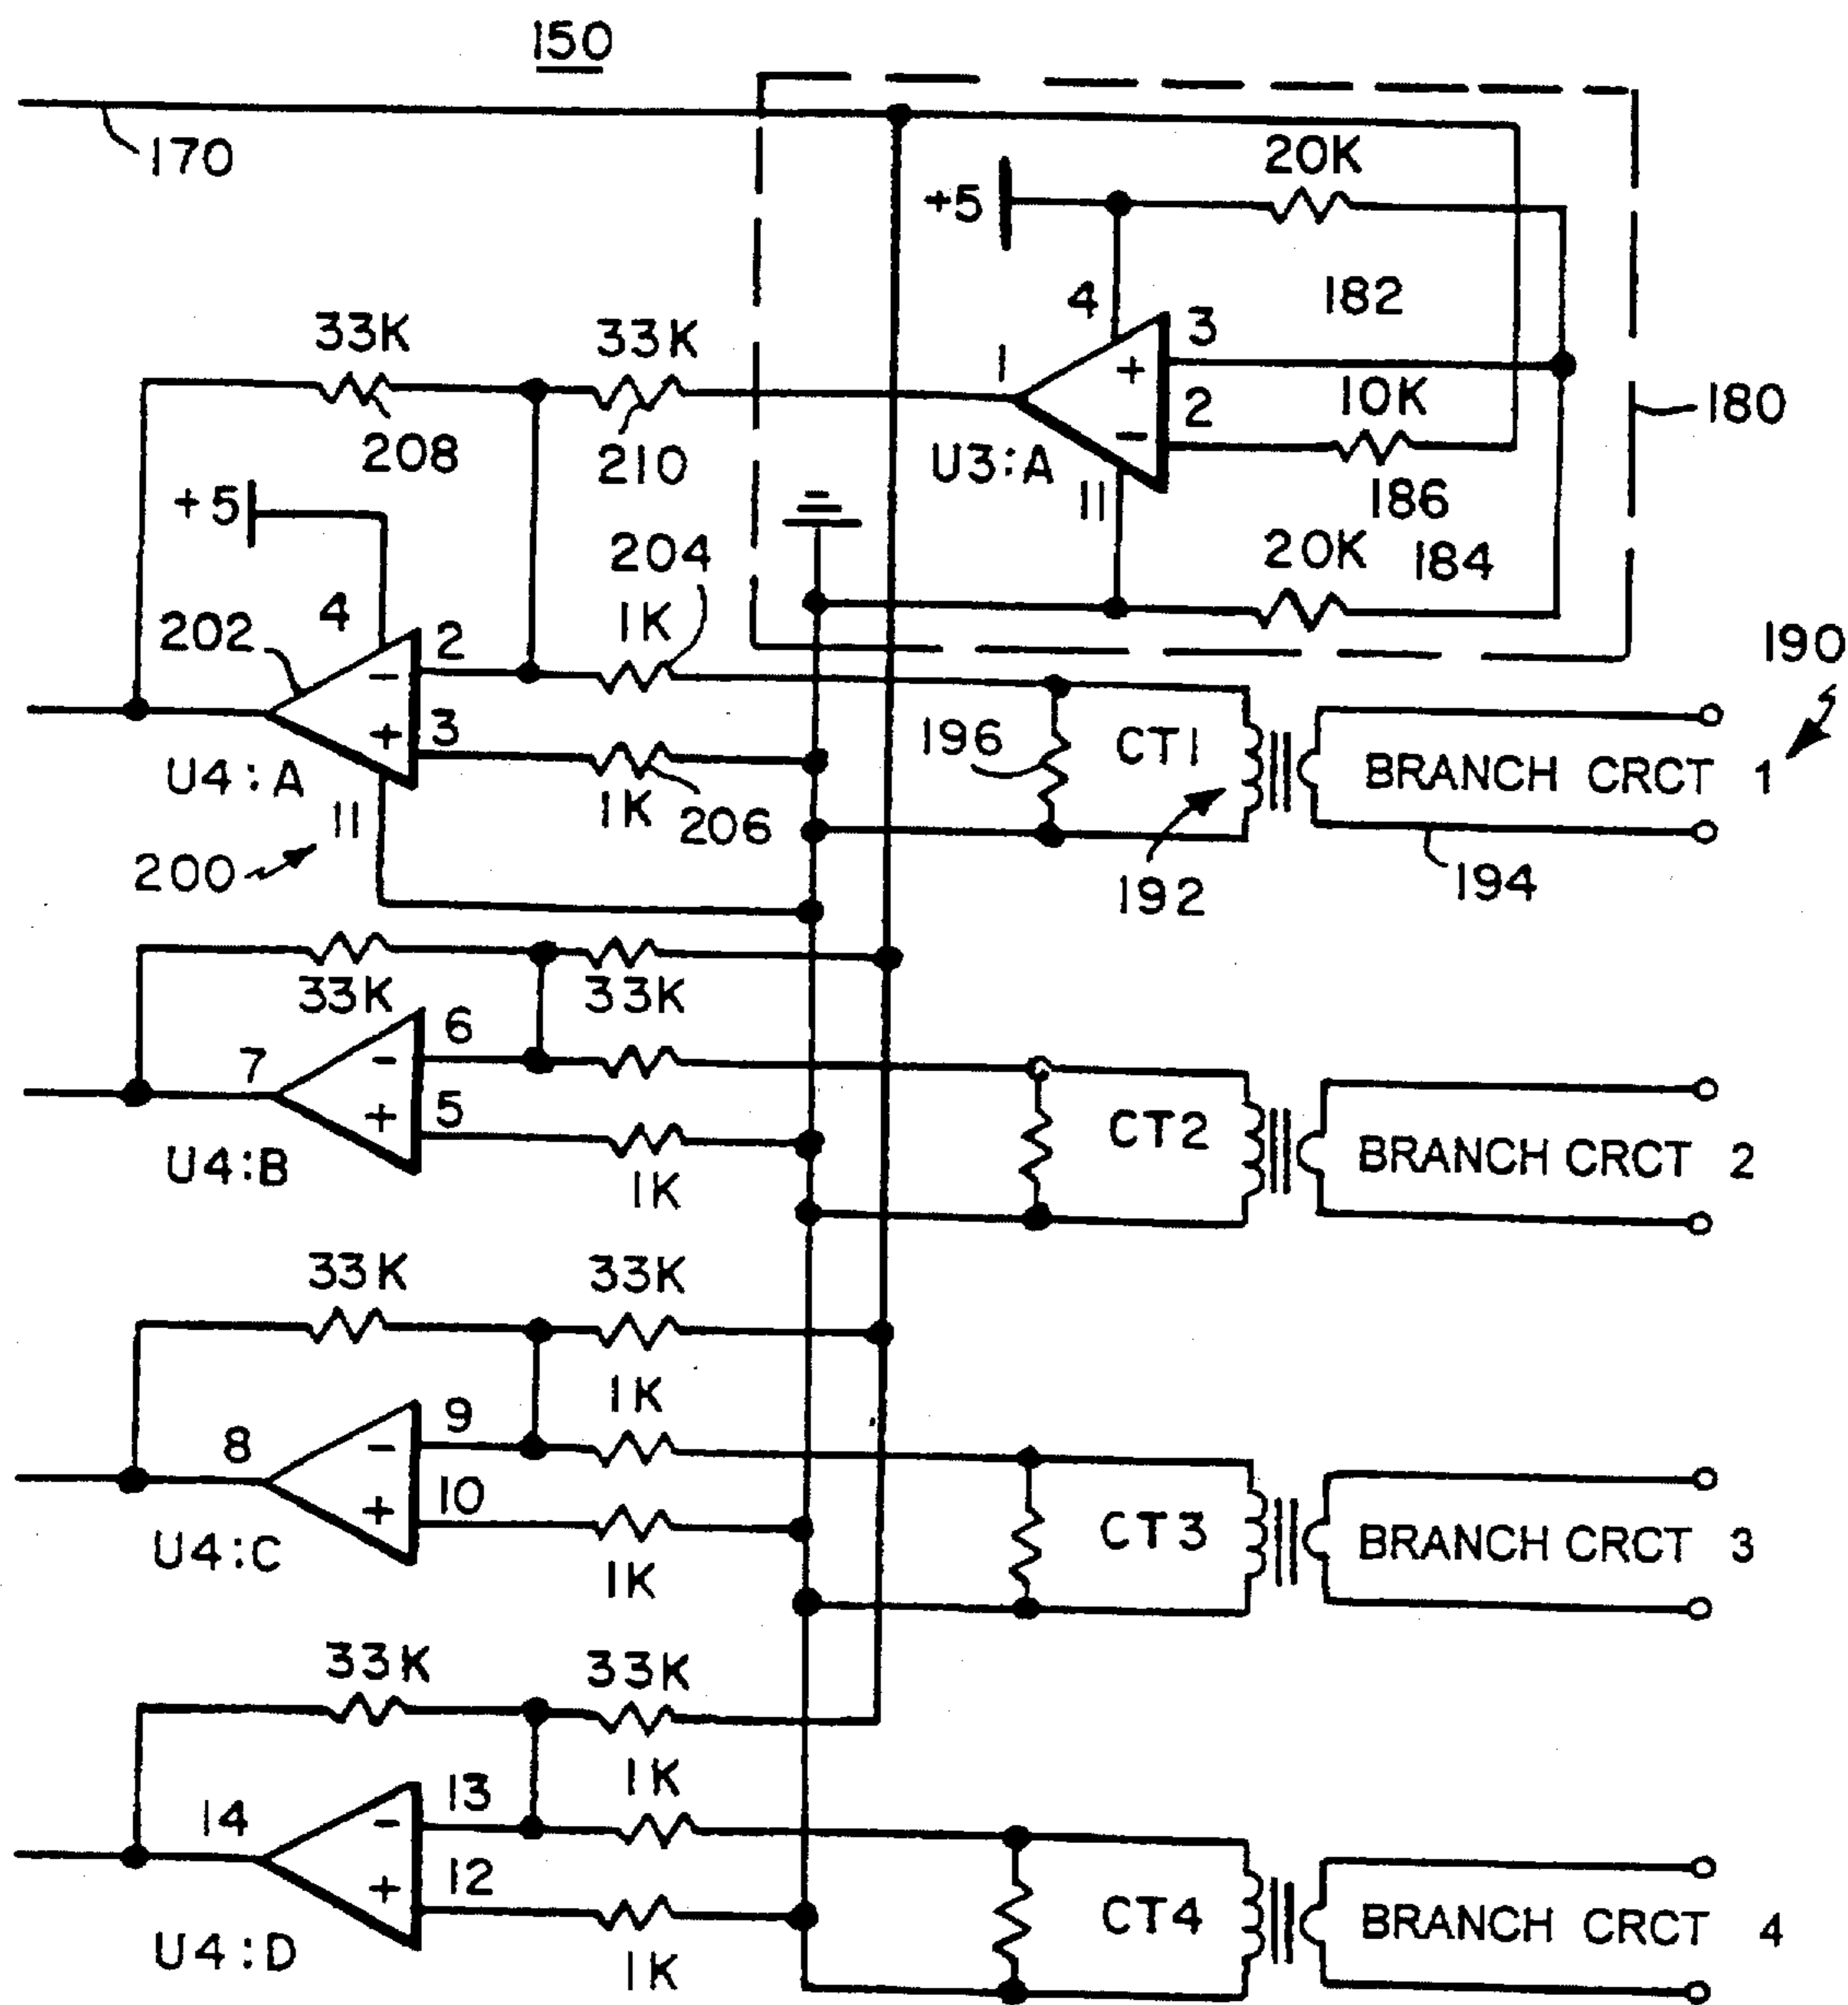 150
170
20K
+5
182
4
3
1
33K
33K
2
10K
180
208
210
U3:A
11
186
+5
204
20K
184
4
1K
190
202
2
3
196
CT1
BRANCH CRCT 1
U4:A
11
1K
206
200
192
194
33K
33K
6
7
5
CT2
BRANCH CRCT 2
U4:B
1K
33K
33K
1K
9
8
10
CT3
BRANCH CRCT 3
U4:C
1K
33K
33K
1K
13
14
12
CT4
BRANCH CRCT 4
U4:D
1K